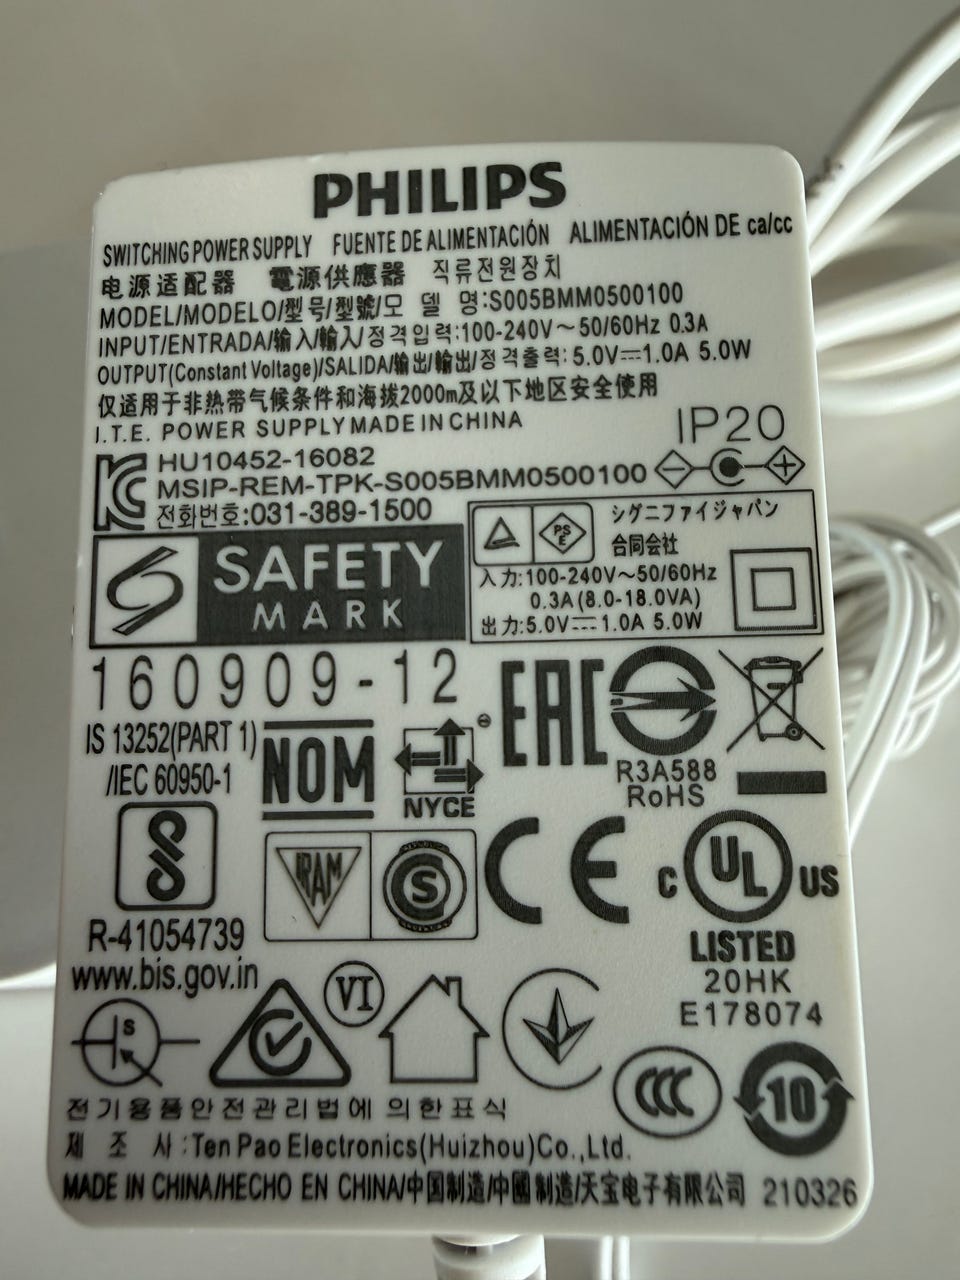 PHILIPS
SWITCHING POWER SUPPLY FUENTE DE ALIMENTACIÓN ALIMENTACIÓN DE ca/cc
电源适配器 電源供應器 직류전원장치
MODEL/MODELO/型号/型號/모 델 명:S005BMM0500100
INPUT/ENTRADA/输入/輸入/정격입력:100-240V~50/60Hz 0.3A
OUTPUT(Constant Voltage)/SALIDA/输出/輸出/정격출력: 5.0V⎓1.0A 5.0W
仅适用于非热带气候条件和海拔2000m及以下地区安全使用
I.T.E. POWER SUPPLY MADE IN CHINA
IP20
HU10452-16082
MSIP-REM-TPK-S005BMM0500100
전화번호:031-389-1500
SAFETY
MARK
PS
E
シグニファイジャパン
合同会社
入力:100-240V~50/60Hz
0.3A(8.0-18.0VA)
出力:5.0V⎓1.0A 5.0W
160909-12
IS 13252(PART 1)
/IEC 60950-1
NOM
NYCE
EAC
R3A588
RoHS
IRAM
S
CE
C UL US
LISTED
20HK
E178074
R-41054739
www.bis.gov.in
S
VI
CCC
10
전기용품안전관리법에 의한표식
제 조 사:Ten Pao Electronics(Huizhou)Co.,Ltd.
MADE IN CHINA/HECHO EN CHINA/中国制造/中國制造/天宝电子有限公司 210326